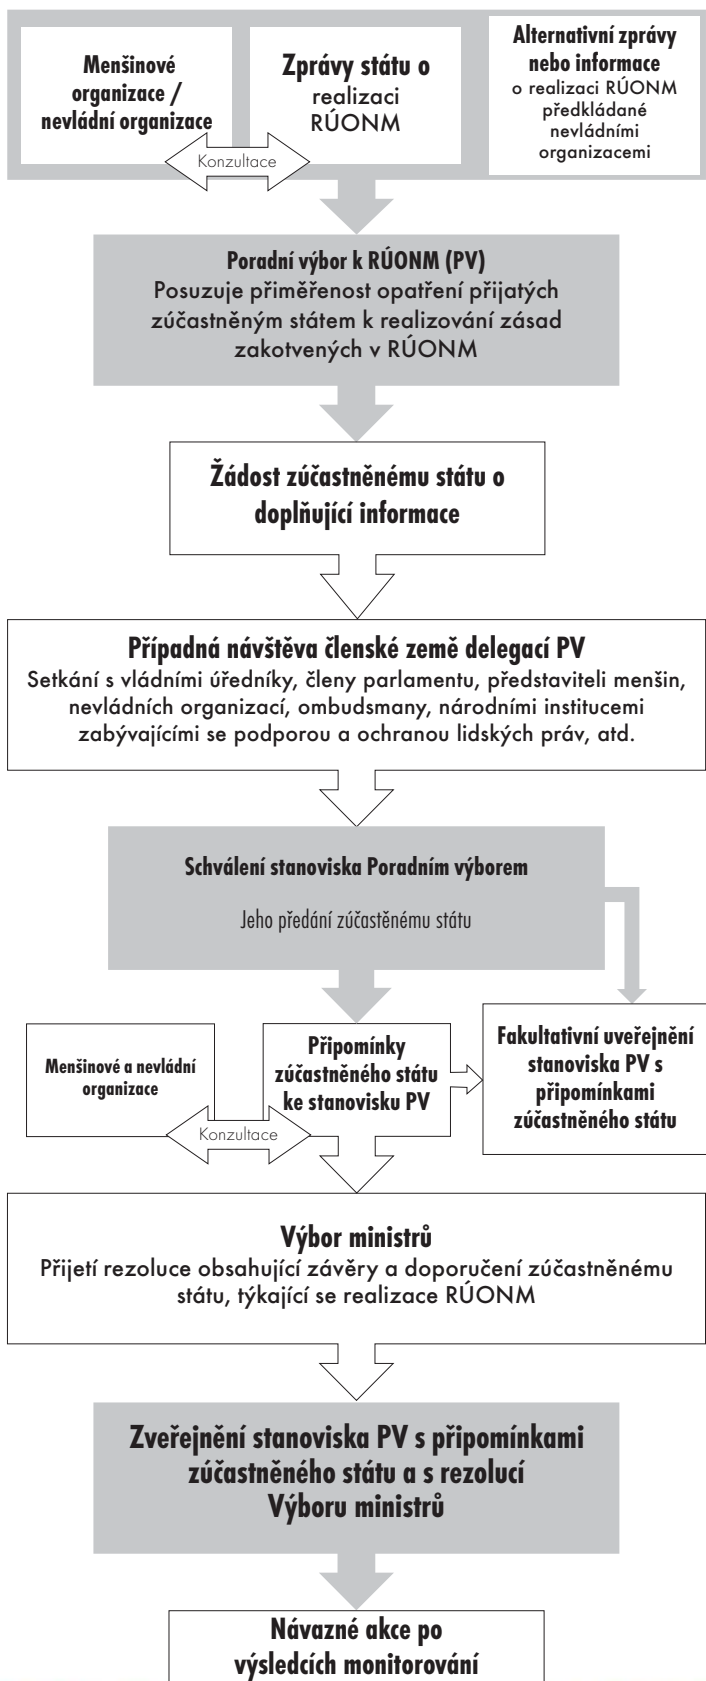 Menšinové
organizace /
nevládní organizace
Konzultace
Zprávy státu o
realizaci
RÚONM
Alternativní zprávy
nebo informace
o realizaci RÚONM
předkládané
nevládními
organizacemi
Poradní výbor k RÚONM (PV)
Posuzuje přiměřenost opatření přijatých
zúčastněným státem k realizování zásad
zakotvených v RÚONM
Žádost zúčastněnému státu o
doplňující informace
Případná návštěva členské země delegací PV
Setkání s vládními úředníky, členy parlamentu, představiteli menšin,
nevládních organizací, ombudsmany, národními institucemi
zabývajícími se podporou a ochranou lidských práv, atd.
Schválení stanoviska Poradním výborem
Jeho předání zúčastěnému státu
Menšinové a nevládní
organizace
Konzultace
Připomínky
zúčastněného státu
ke stanovisku PV
Fakultativní uveřejnění
stanoviska PV s
připomínkami
zúčastněného státu
Výbor ministrů
Přijetí rezoluce obsahující závěry a doporučení zúčastněnému
státu, týkající se realizace RÚONM
Zveřejnění stanoviska PV s připomínkami
zúčastněného státu a s rezolucí
Výboru ministrů
Návazné akce po
výsledcích monitorování